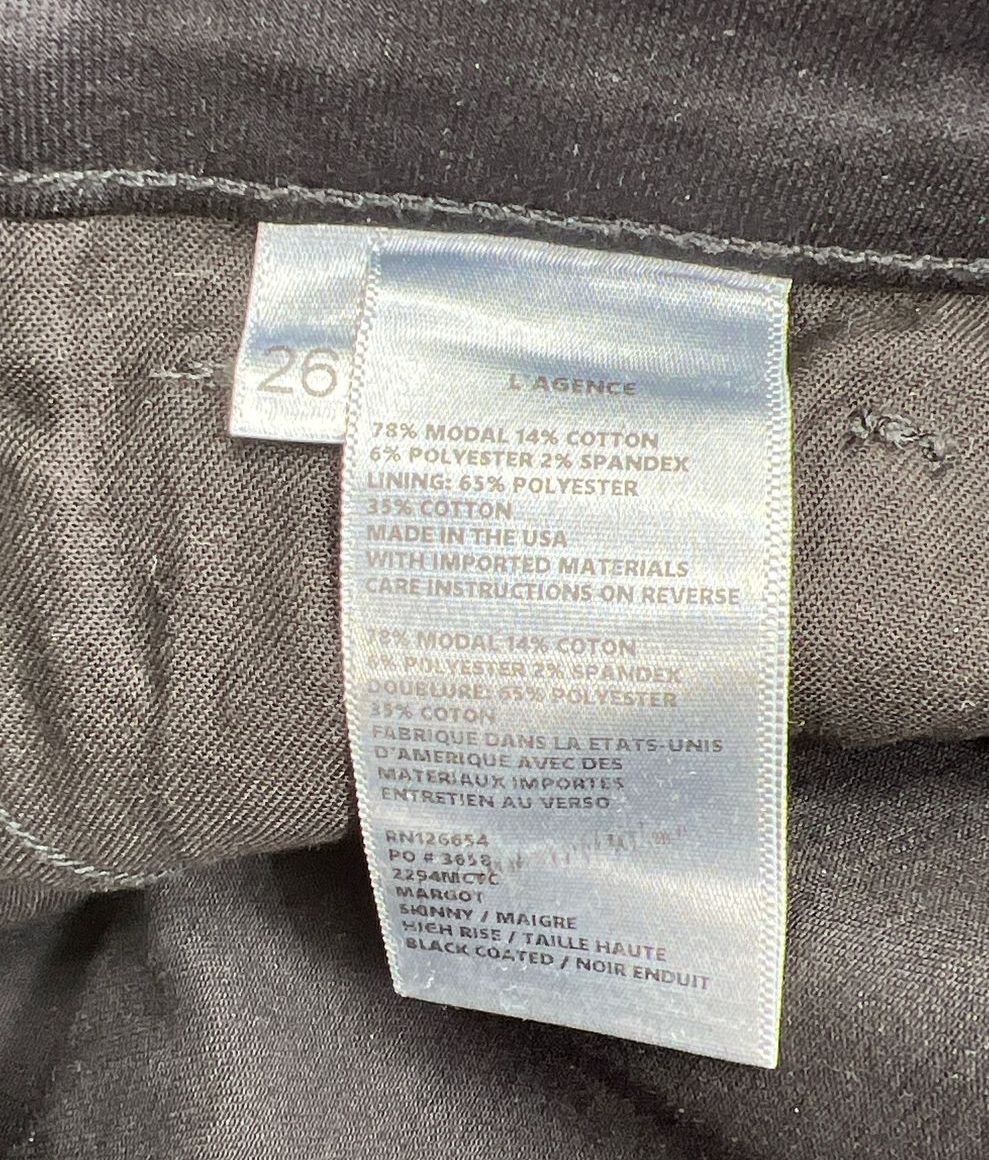 26
L'AGENCE
78% MODAL 14% COTTON
6% POLYESTER 2% SPANDEX
LINING: 65% POLYESTER
35% COTTON
MADE IN THE USA
WITH IMPORTED MATERIALS
CARE INSTRUCTIONS ON REVERSE
78% MODAL 14% COTON
6% POLYESTER 2% SPANDEX
DOUBLURE: 65% POLYESTER
35% COTON
FABRIQUE DANS LA ETATS-UNIS
D'AMERIQUE AVEC DES
MATERIAUX IMPORTES
ENTRETIEN AU VERSO
RN126654
PO # 3658
2294MCTC
MARGOT
SKINNY / MAIGRE
HIGH RISE / TAILLE HAUTE
BLACK COATED / NOIR ENDUIT